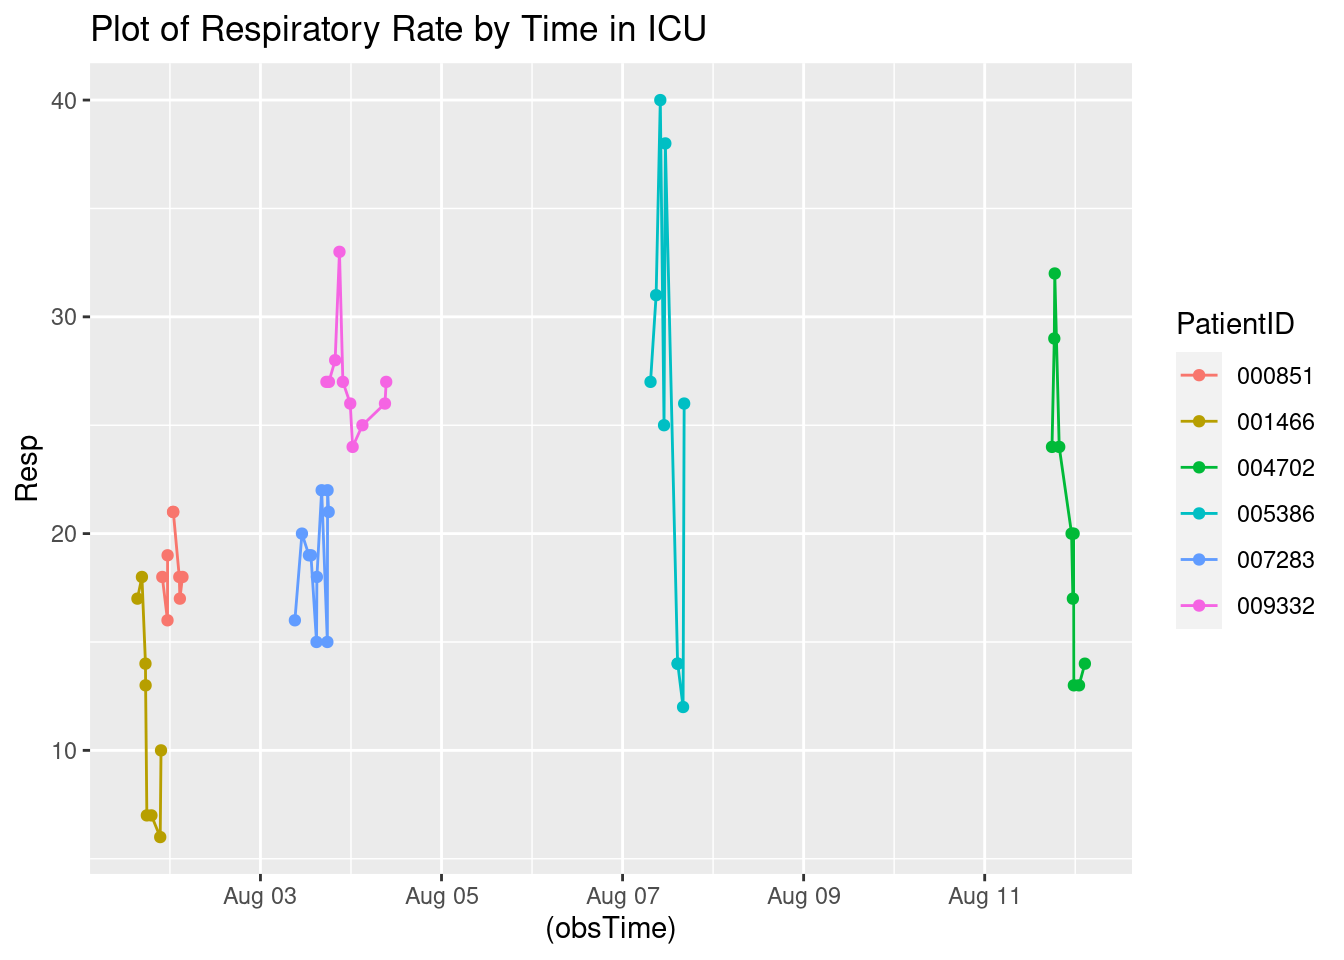 Plot of Respiratory Rate by Time in ICU
40
30
20
10
Resp
Aug 03 Aug 05 Aug 07 Aug 09 Aug 11
(obsTime)
PatientID
000851
001466
004702
005386
007283
009332